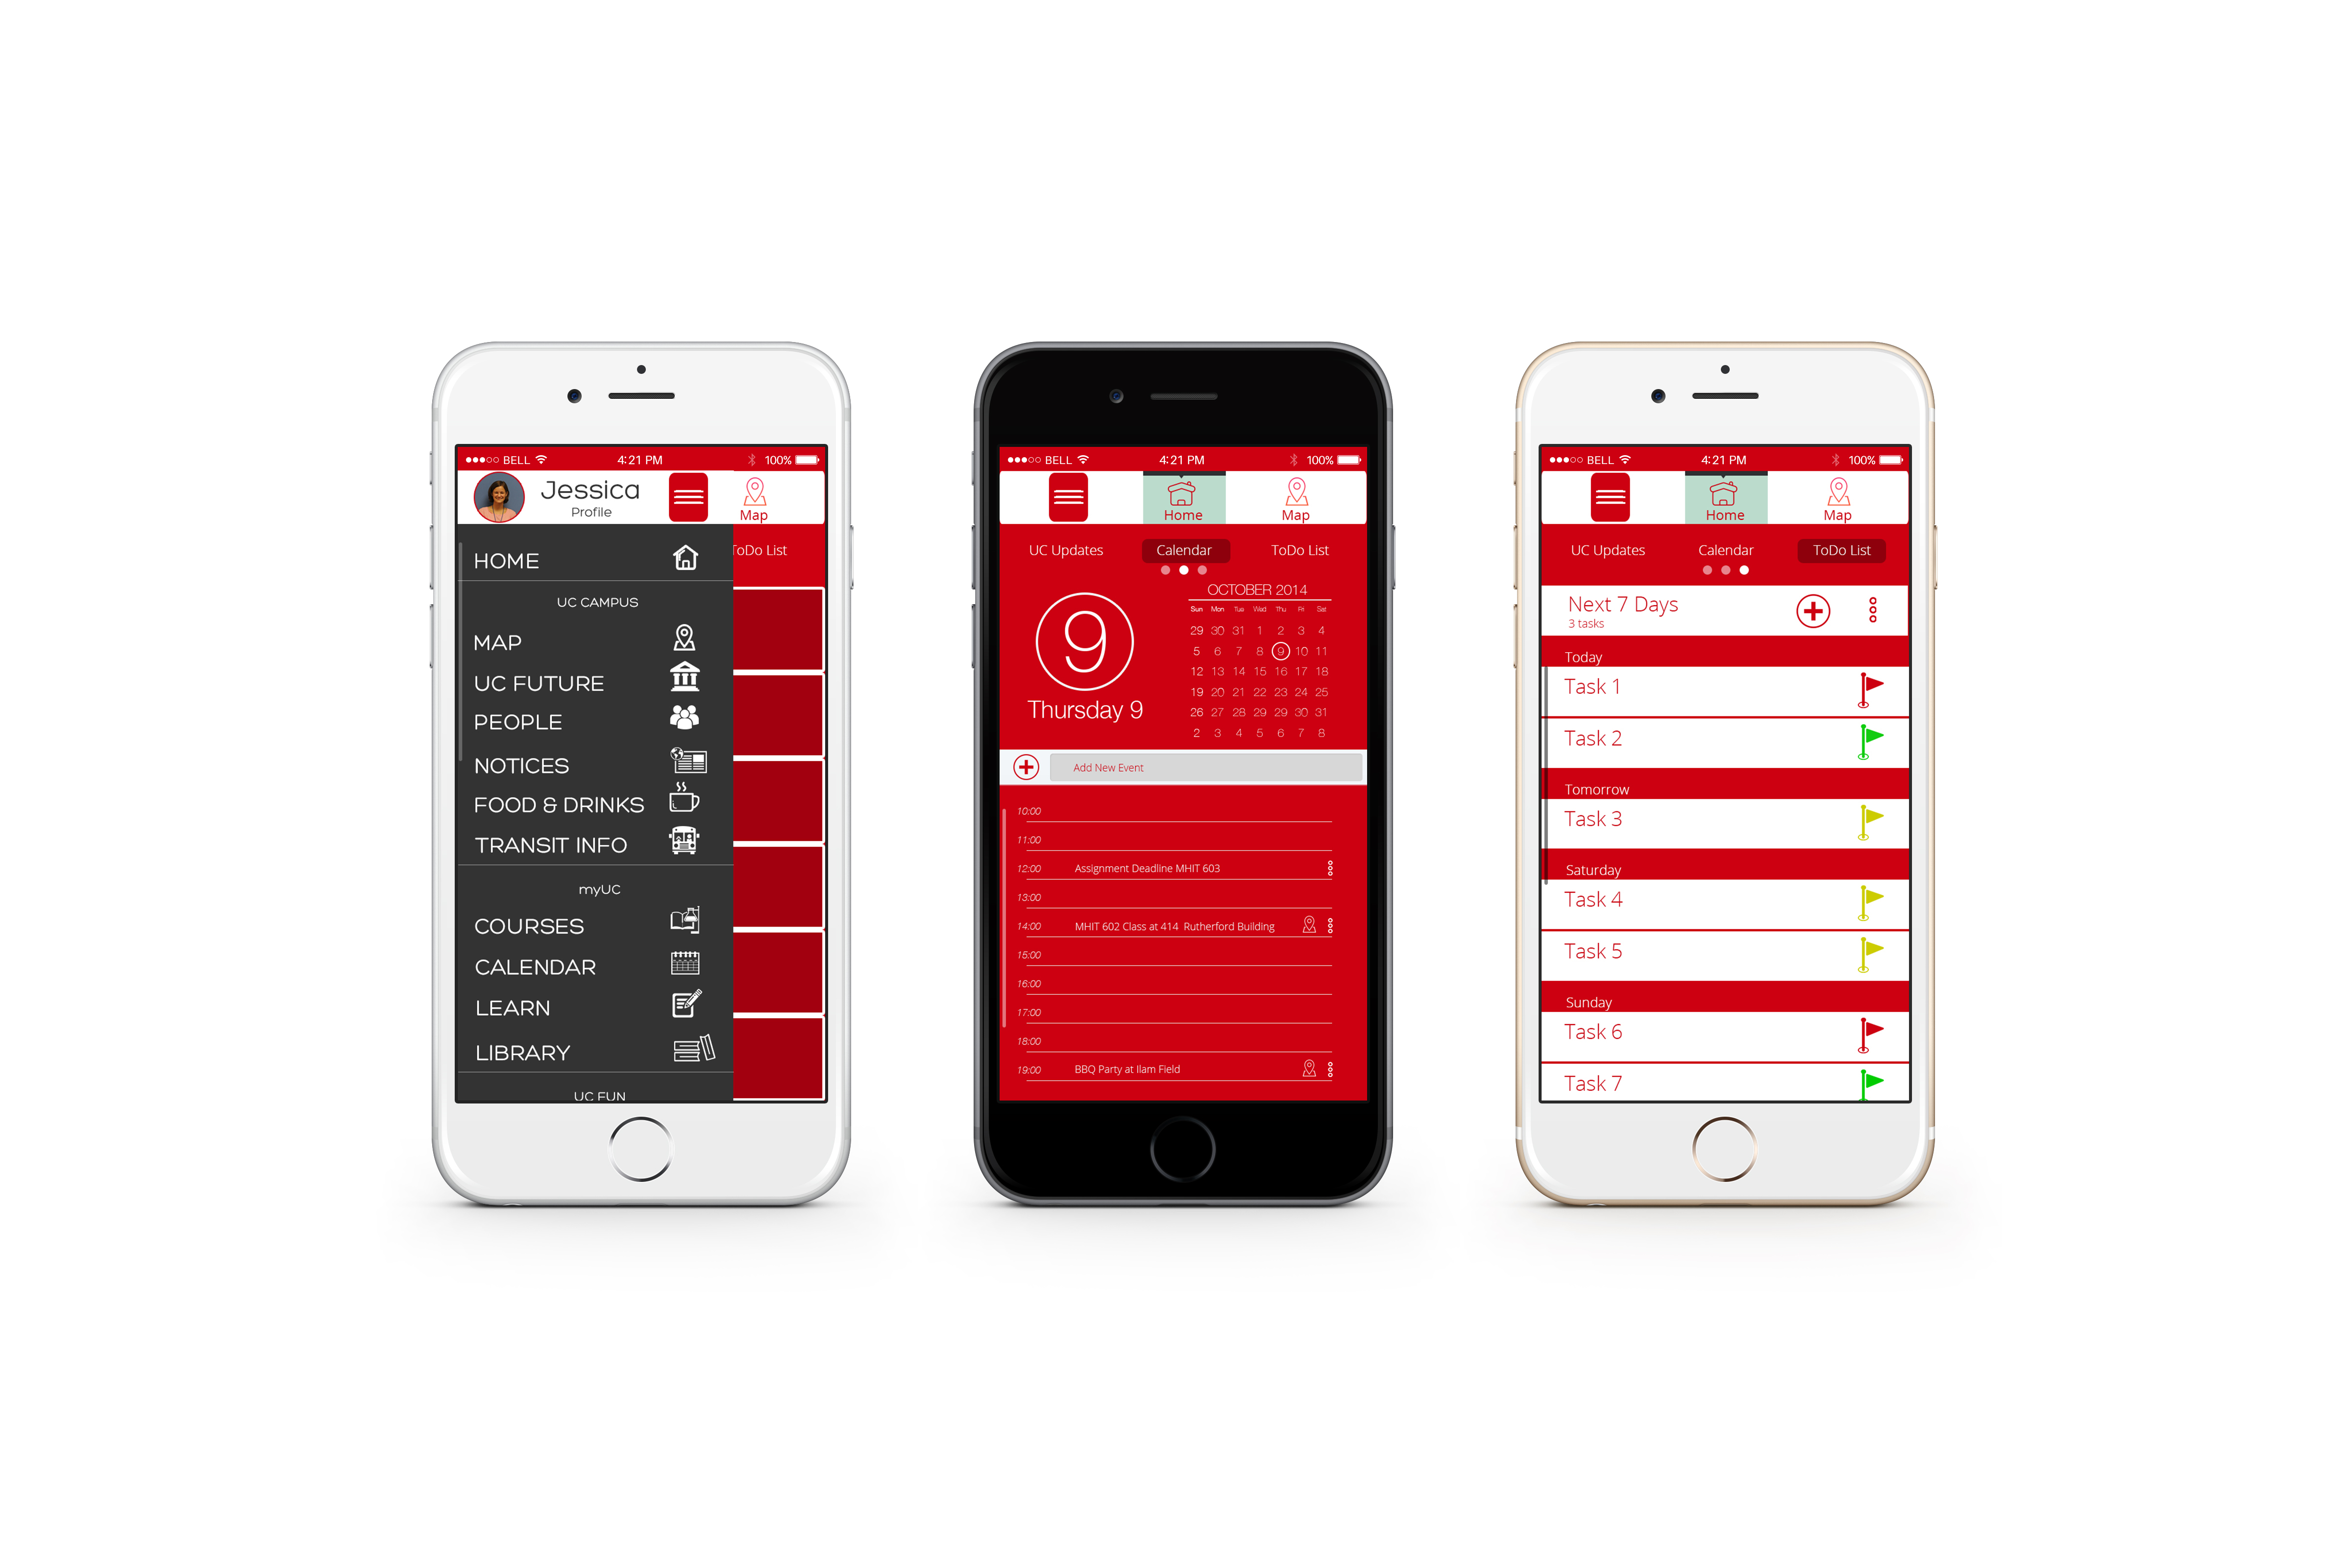 ●●●○○ BELL 4:21 PM 100%
Jessica
Profile
Map
ToDo List
HOME
UC CAMPUS
MAP
UC FUTURE
PEOPLE
NOTICES
FOOD & DRINKS
TRANSIT INFO
myUC
COURSES
CALENDAR
LEARN
LIBRARY
UC FUN
●●●○○ BELL 4:21 PM 100%
Home Map
UC Updates Calendar ToDo List
OCTOBER 2014
Sun Mon Tue Wed Thu Fri Sat
29 30 31 1 2 3 4
5 6 7 8 9 10 11
12 13 14 15 16 17 18
19 20 21 22 23 24 25
26 27 28 29 29 30 31
2 3 4 5 6 7 8
9
Thursday 9
Add New Event
10:00
11:00
12:00 Assignment Deadline MHIT 603
13:00
14:00 MHIT 602 Class at 414 Rutherford Building
15:00
16:00
17:00
18:00
19:00 BBQ Party at Ilam Field
●●●○○ BELL 4:21 PM 100%
Home Map
UC Updates Calendar ToDo List
Next 7 Days
3 tasks
Today
Task 1
Task 2
Tomorrow
Task 3
Saturday
Task 4
Task 5
Sunday
Task 6
Task 7